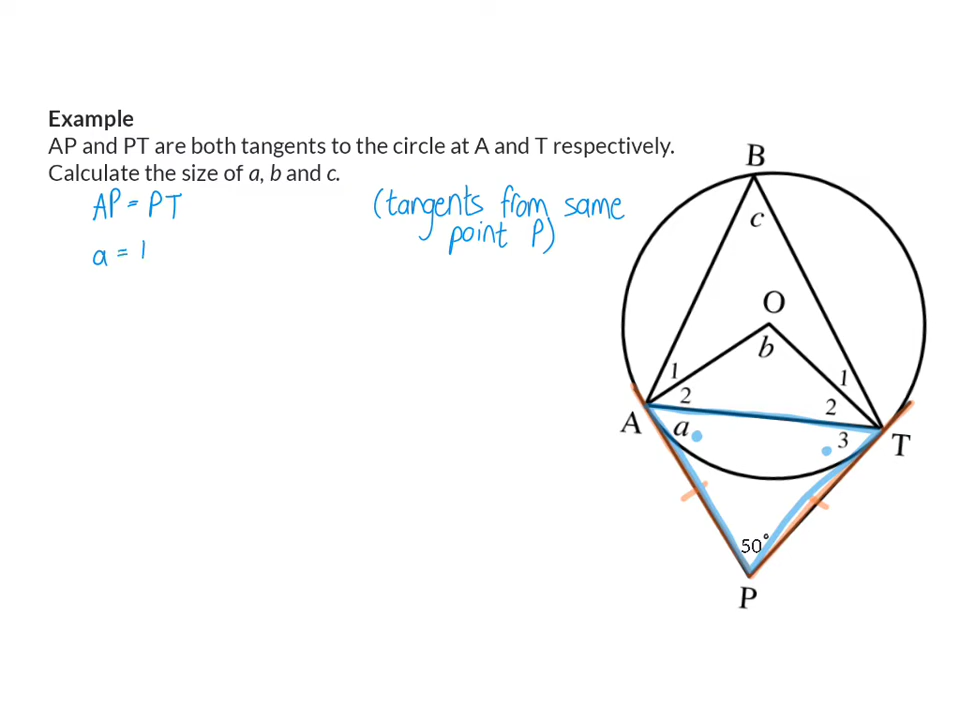 Example
AP and PT are both tangents to the circle at A and T respectively.
Calculate the size of a, b and c.
AP = PT (tangents from same
point P)
a = 1
B
c
O
b
1
1
2
2
A
a
3
T
50°
P